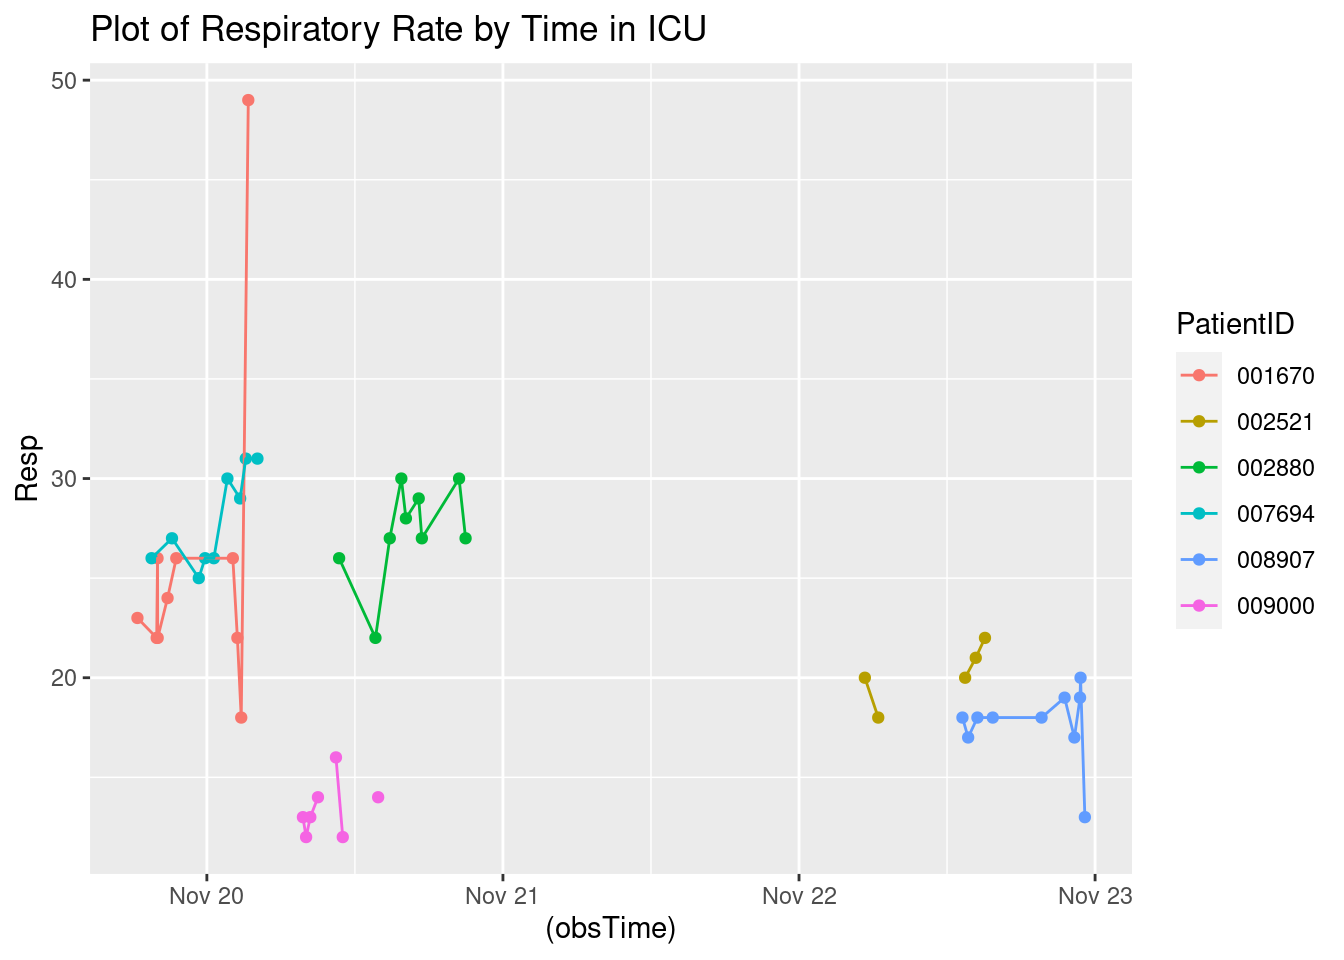 Plot of Respiratory Rate by Time in ICU
50
40
30
20
Resp
Nov 20
Nov 21
Nov 22
Nov 23
(obsTime)
PatientID
001670
002521
002880
007694
008907
009000